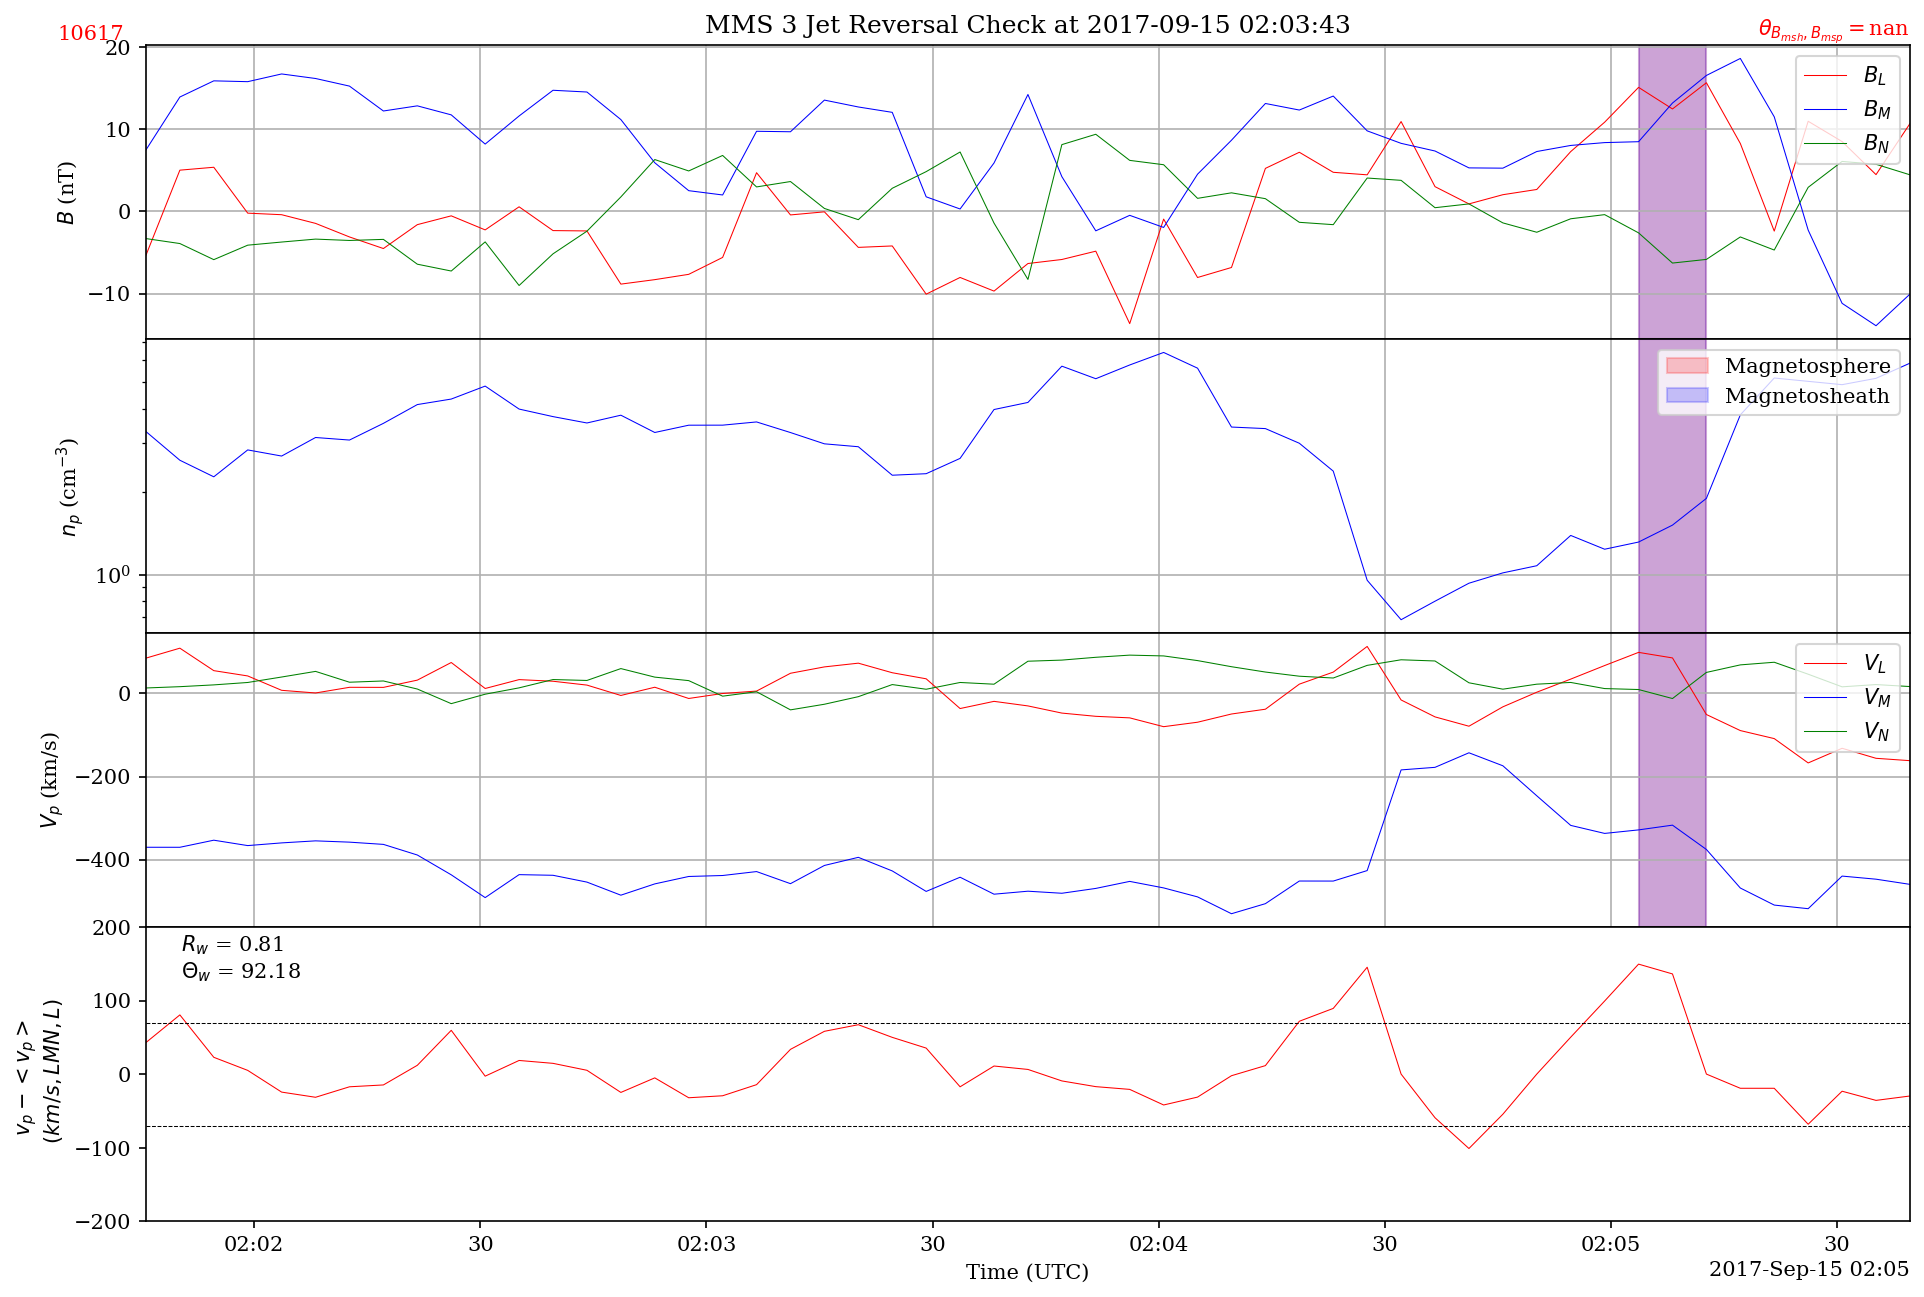 MMS 3 Jet Reversal Check at 2017-09-15 02:03:43
10617
θ_{B_{msh}, B_{msp}} = nan
20
10
0
−10
B (nT)
B_L
B_M
B_N
10^0
n_p (cm^{−3})
Magnetosphere
Magnetosheath
0
−200
−400
V_p (km/s)
V_L
V_M
V_N
200
100
0
−100
−200
v_p − < v_p >
(km/s, LMN, L)
R_w = 0.81
Θ_w = 92.18
02:02
30
02:03
30
02:04
30
02:05
30
Time (UTC)
2017-Sep-15 02:05